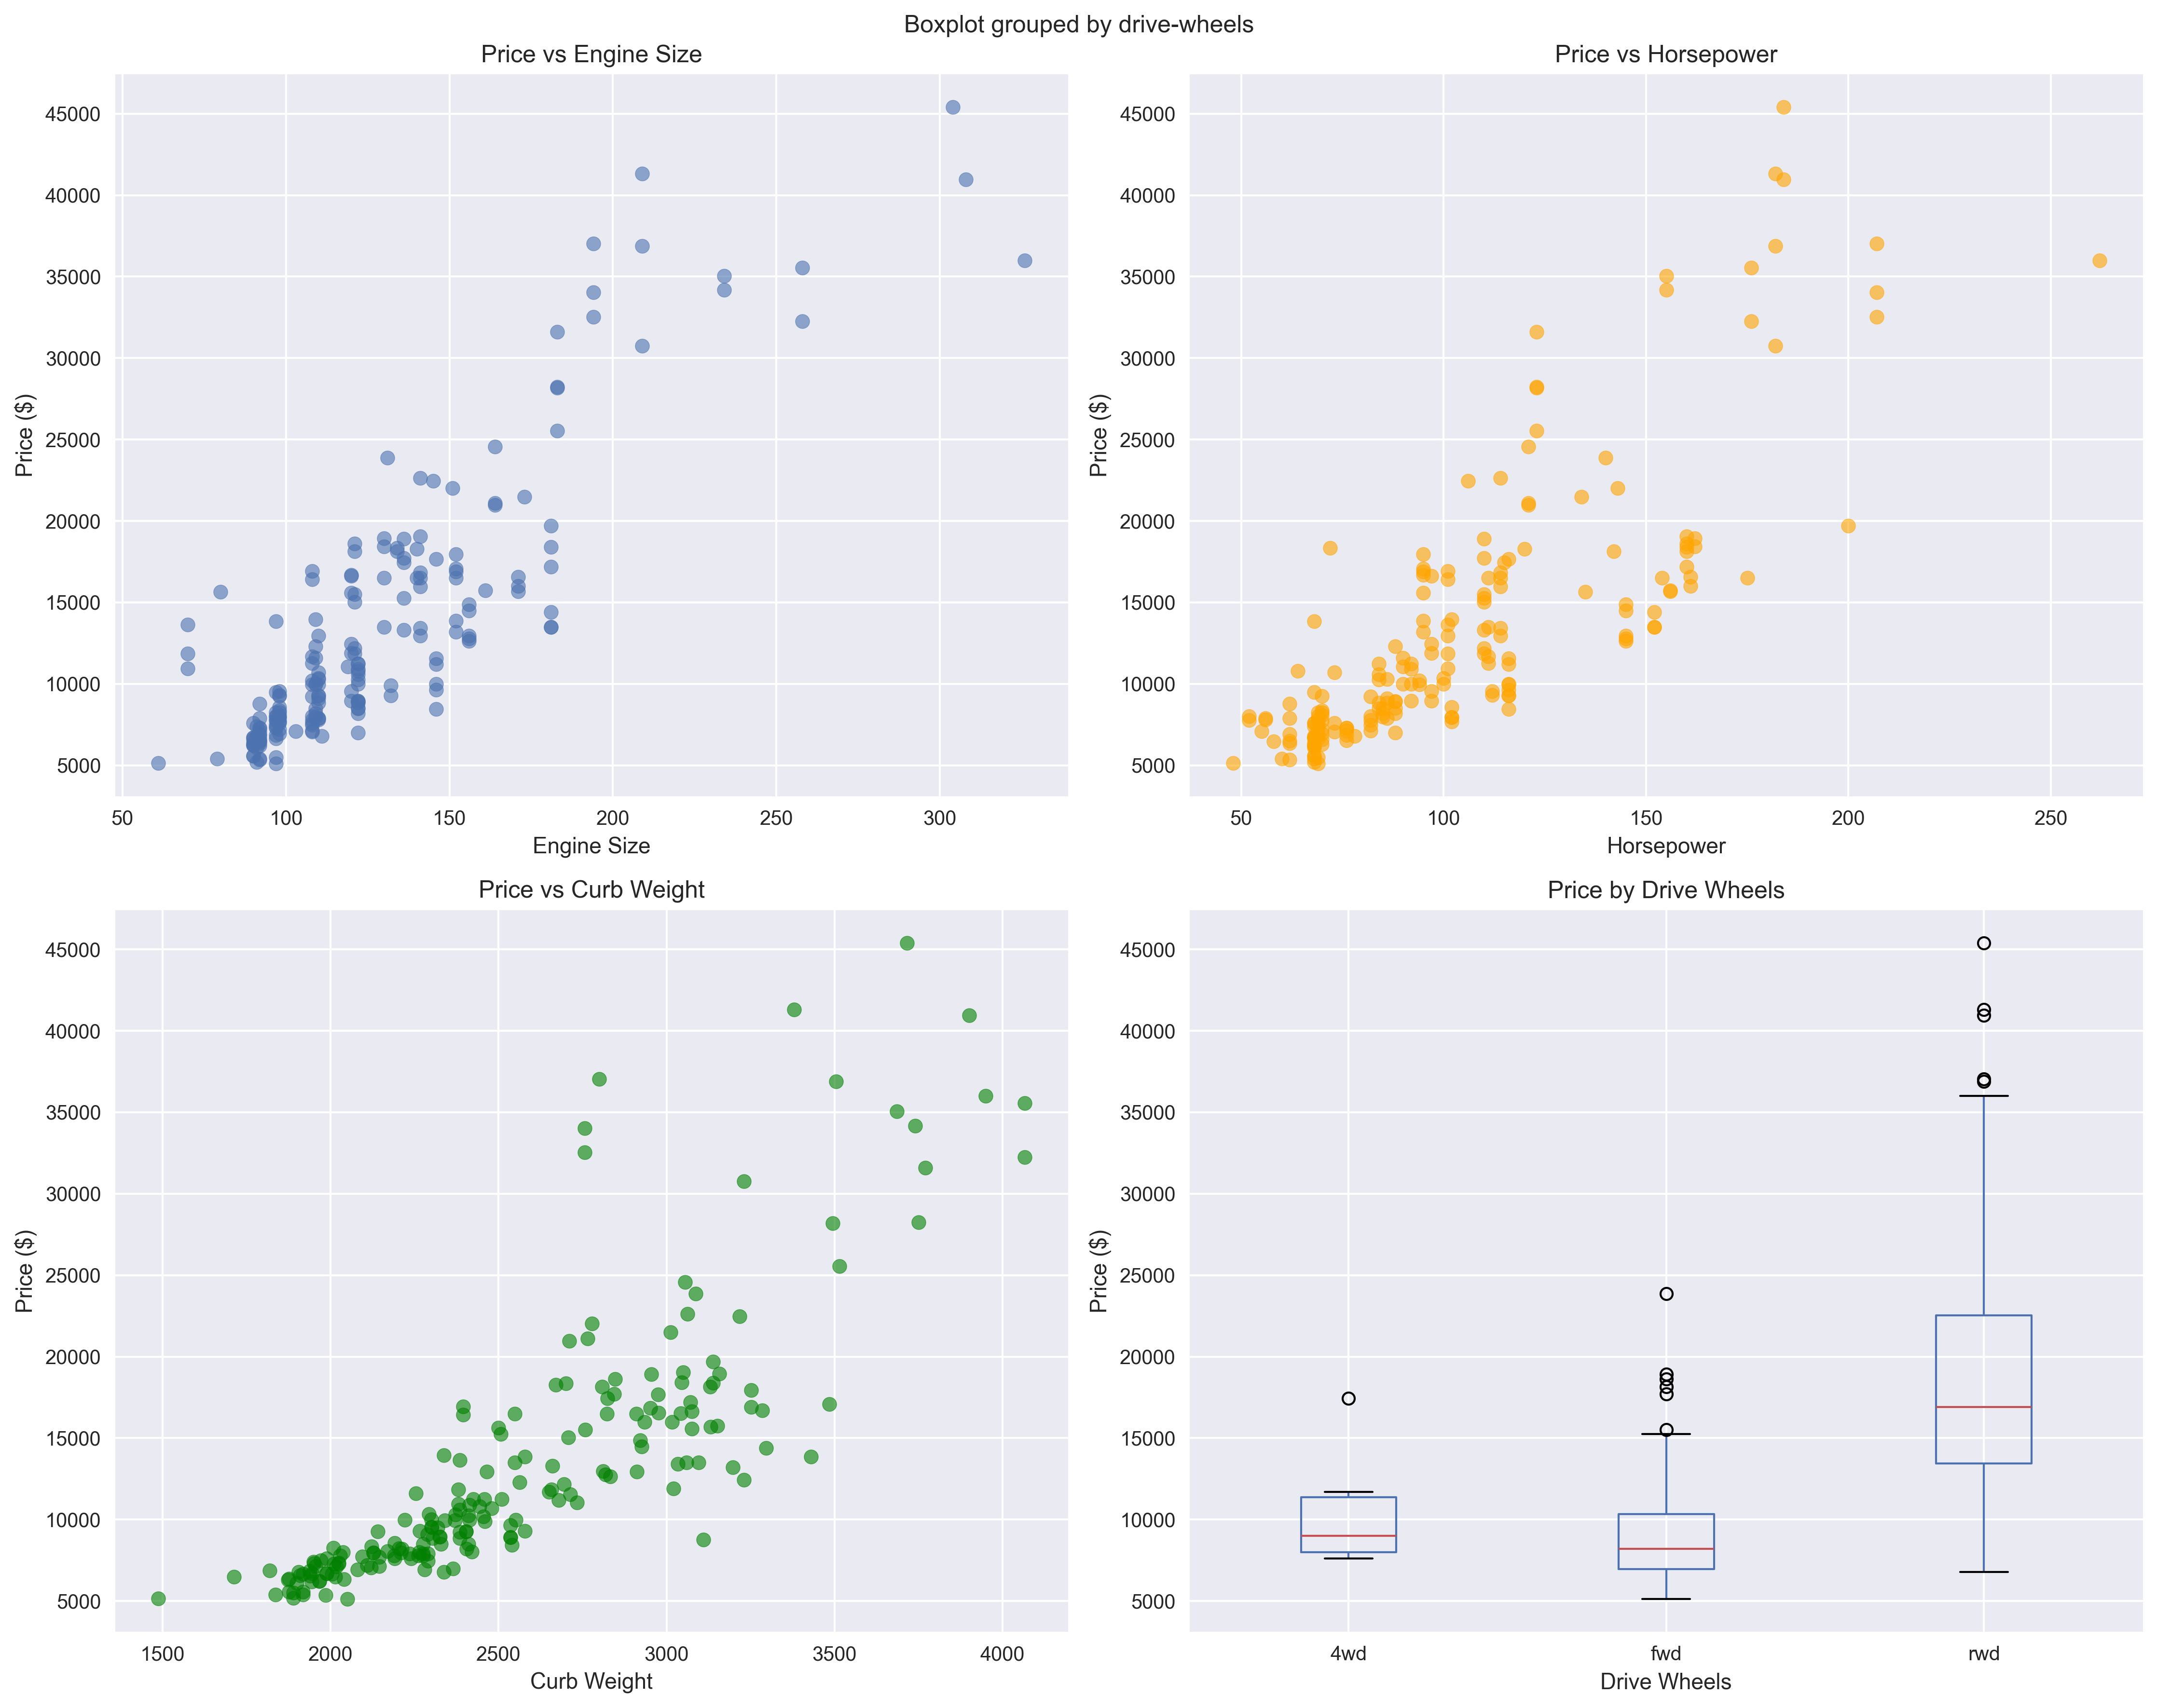 Boxplot grouped by drive-wheels
Price vs Engine Size
45000
40000
35000
30000
25000
20000
15000
10000
5000
Price ($)
50 100 150 200 250 300
Engine Size
Price vs Horsepower
45000
40000
35000
30000
25000
20000
15000
10000
5000
Price ($)
50 100 150 200 250
Horsepower
Price vs Curb Weight
45000
40000
35000
30000
25000
20000
15000
10000
5000
Price ($)
1500 2000 2500 3000 3500 4000
Curb Weight
Price by Drive Wheels
45000
40000
35000
30000
25000
20000
15000
10000
5000
Price ($)
4wd fwd rwd
Drive Wheels